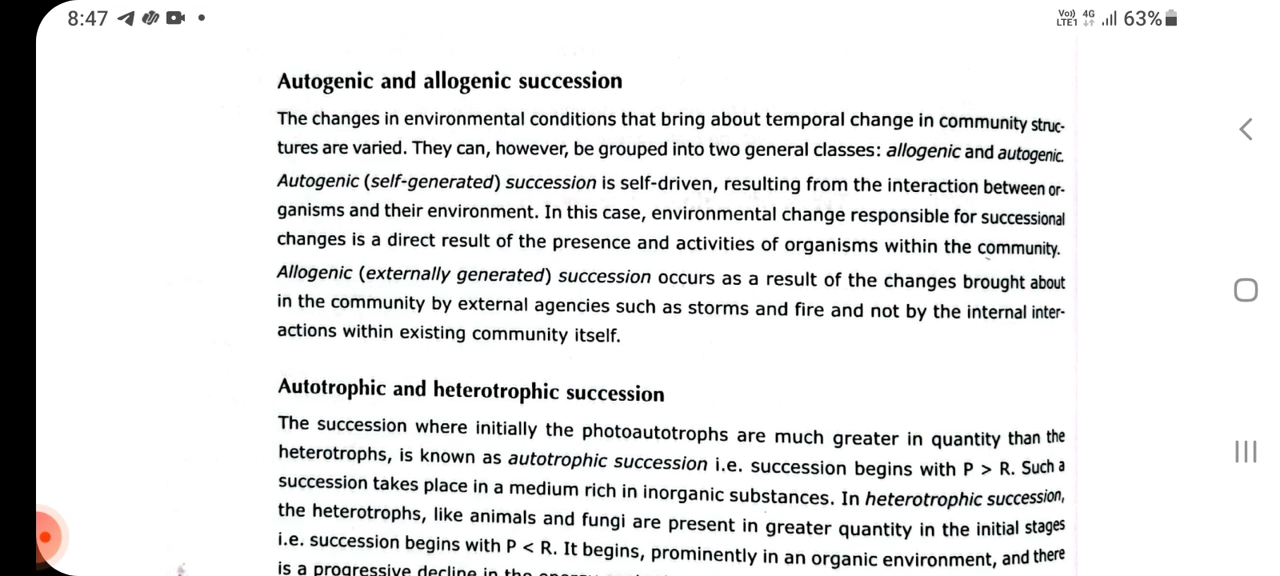 8:47
Vo)) 4G
LTE1 63%
Autogenic and allogenic succession
The changes in environmental conditions that bring about temporal change in community struc-
tures are varied. They can, however, be grouped into two general classes: allogenic and autogenic.
Autogenic (self-generated) succession is self-driven, resulting from the interaction between or-
ganisms and their environment. In this case, environmental change responsible for successional
changes is a direct result of the presence and activities of organisms within the community.
Allogenic (externally generated) succession occurs as a result of the changes brought about
in the community by external agencies such as storms and fire and not by the internal inter-
actions within existing community itself.
Autotrophic and heterotrophic succession
The succession where initially the photoautotrophs are much greater in quantity than the
heterotrophs, is known as autotrophic succession i.e. succession begins with P > R. Such a
succession takes place in a medium rich in inorganic substances. In heterotrophic succession,
the heterotrophs, like animals and fungi are present in greater quantity in the initial stages
i.e. succession begins with P < R. It begins, prominently in an organic environment, and there
is a progressive decline in the